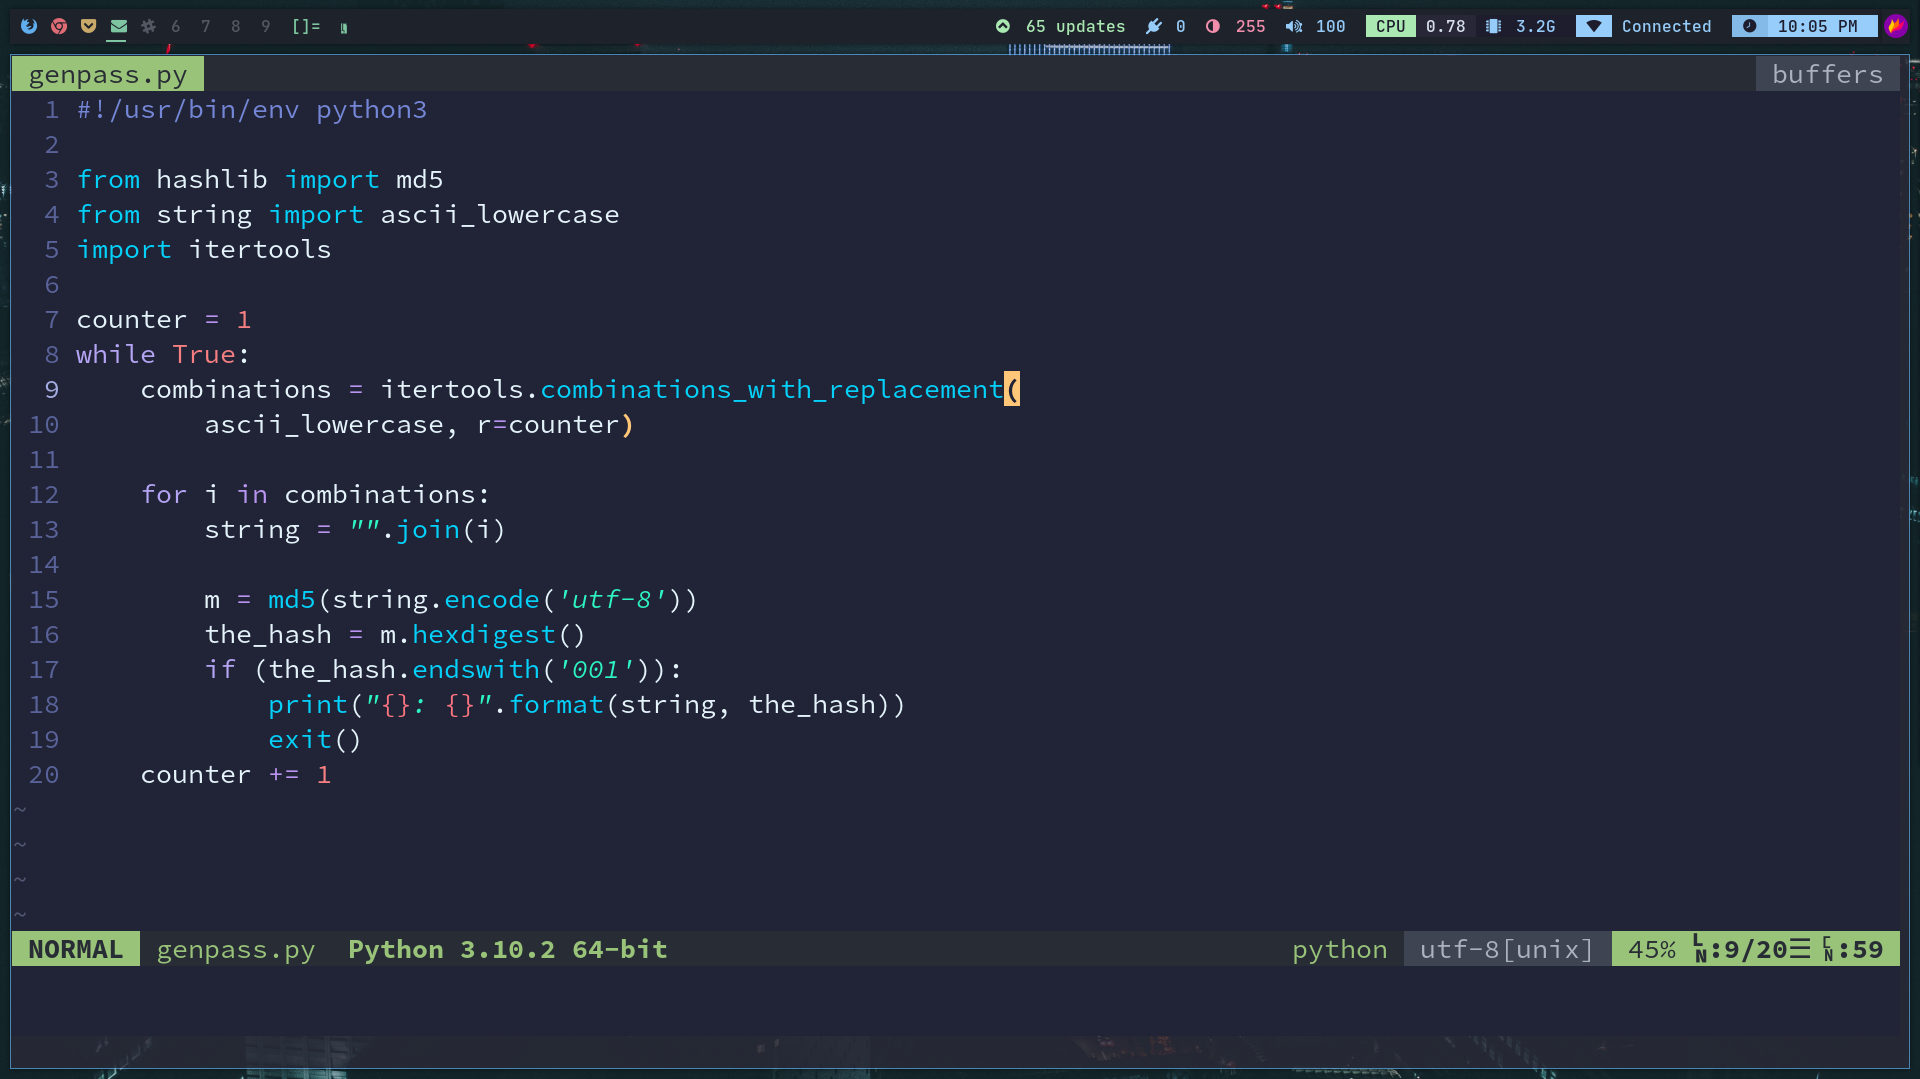 6 7 8 9 []= 65 updates 0 255 100 CPU 0.78 3.2G Connected 10:05 PM
genpass.py buffers
1 #!/usr/bin/env python3
2
3 from hashlib import md5
4 from string import ascii_lowercase
5 import itertools
6
7 counter = 1
8 while True:
9     combinations = itertools.combinations_with_replacement(
10         ascii_lowercase, r=counter)
11
12     for i in combinations:
13         string = "".join(i)
14
15         m = md5(string.encode('utf-8'))
16         the_hash = m.hexdigest()
17         if (the_hash.endswith('001')):
18             print("{}: {}".format(string, the_hash))
19             exit()
20     counter += 1
~
~
~
~
NORMAL genpass.py Python 3.10.2 64-bit python utf-8[unix] 45% LN:9/20☰ CN:59